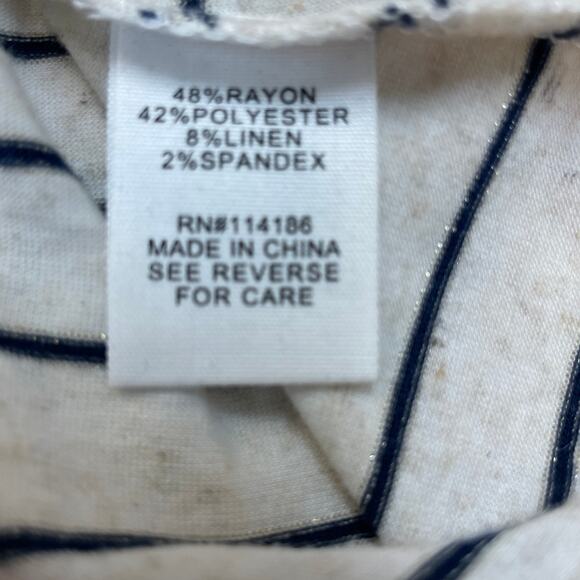 48%RAYON
42%POLYESTER
8%LINEN
2%SPANDEX
RN#114186
MADE IN CHINA
SEE REVERSE
FOR CARE